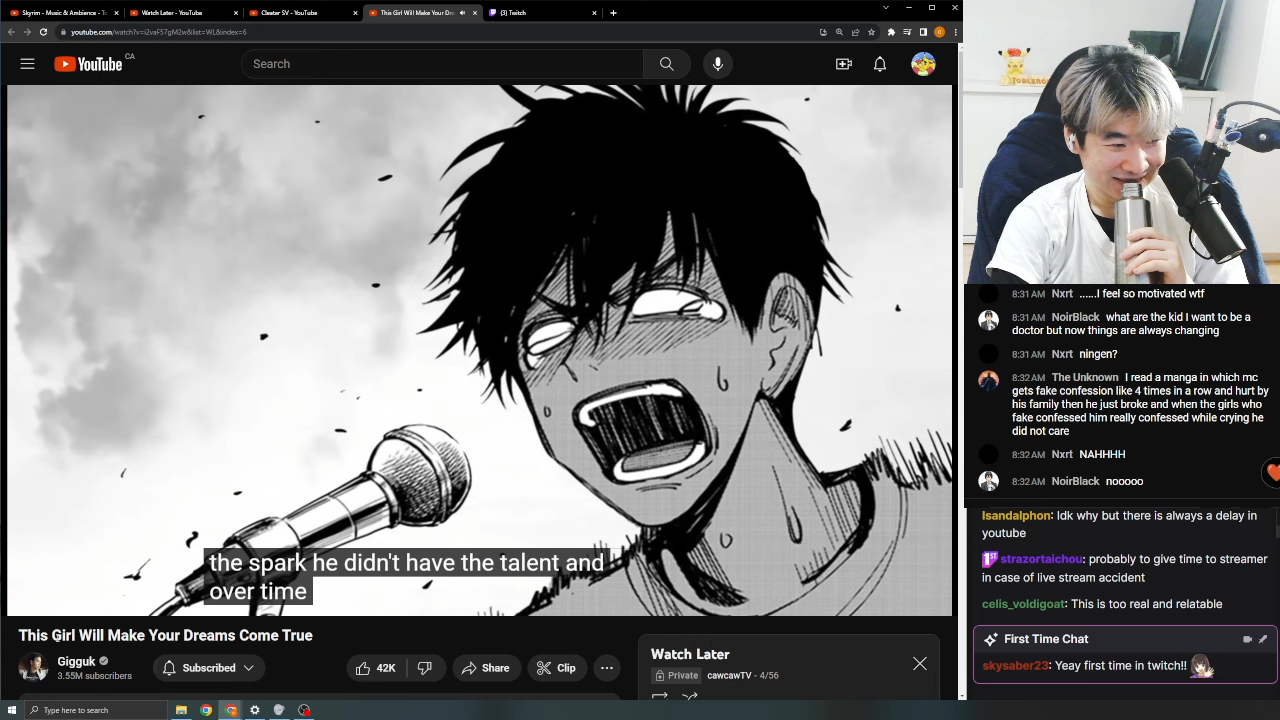 Skyrim - Music & Ambience - To
Watch Later - YouTube
Cleater SV - YouTube
This Girl Will Make Your Dre
(3) Twitch
youtube.com/watch?v=i2vaF57gM2w&list=WL&index=6
YouTube CA
Search
TOBLERONE
the spark he didn't have the talent and
over time
This Girl Will Make Your Dreams Come True
Gigguk
3.55M subscribers
Subscribed
42K
Share
Clip
Watch Later
Private
cawcawTV - 4/56
Type here to search
8:31 AM Nxrt ......I feel so motivated wtf
8:31 AM NoirBlack what are the kid I want to be a
doctor but now things are always changing
8:31 AM Nxrt ningen?
8:32 AM The Unknown I read a manga in which mc
gets fake confession like 4 times in a row and hurt by
his family then he just broke and when the girls who
fake confessed him really confessed while crying he
did not care
8:32 AM Nxrt NAHHHH
8:32 AM NoirBlack nooooo
Isandalphon: Idk why but there is always a delay in
youtube
1ST strazortaichou: probably to give time to streamer
in case of live stream accident
celis_voldigoat: This is too real and relatable
First Time Chat
skysaber23: Yeay first time in twitch!!